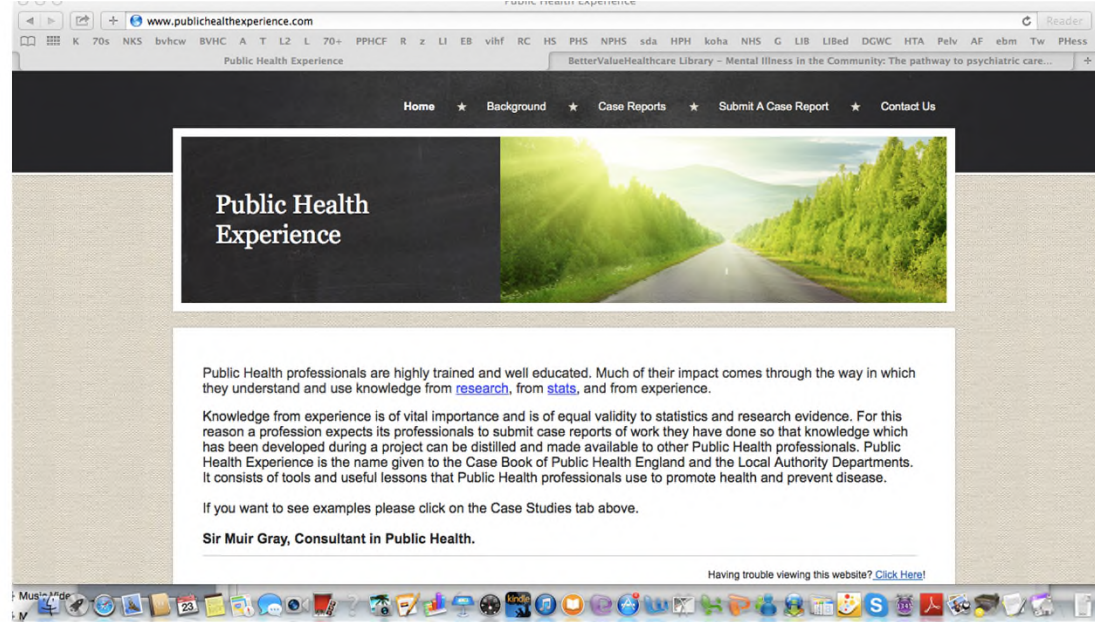 Public Health Experience
www.publichealthexperience.com
Reader
K 70s NKS bvhcw BVHC A T L2 L 70+ PPHCF R z LI EB vihf RC HS PHS NPHS sda HPH koha NHS G LIB LIBed DGWC HTA Pelv AF ebm Tw PHess
Public Health Experience
BetterValueHealthcare Library – Mental Illness in the Community: The pathway to psychiatric care...
Home ★ Background ★ Case Reports ★ Submit A Case Report ★ Contact Us
Public Health
Experience
Public Health professionals are highly trained and well educated. Much of their impact comes through the way in which
they understand and use knowledge from research, from stats, and from experience.
Knowledge from experience is of vital importance and is of equal validity to statistics and research evidence. For this
reason a profession expects its professionals to submit case reports of work they have done so that knowledge which
has been developed during a project can be distilled and made available to other Public Health professionals. Public
Health Experience is the name given to the Case Book of Public Health England and the Local Authority Departments.
It consists of tools and useful lessons that Public Health professionals use to promote health and prevent disease.
If you want to see examples please click on the Case Studies tab above.
Sir Muir Gray, Consultant in Public Health.
Having trouble viewing this website? Click Here!
23
kindle